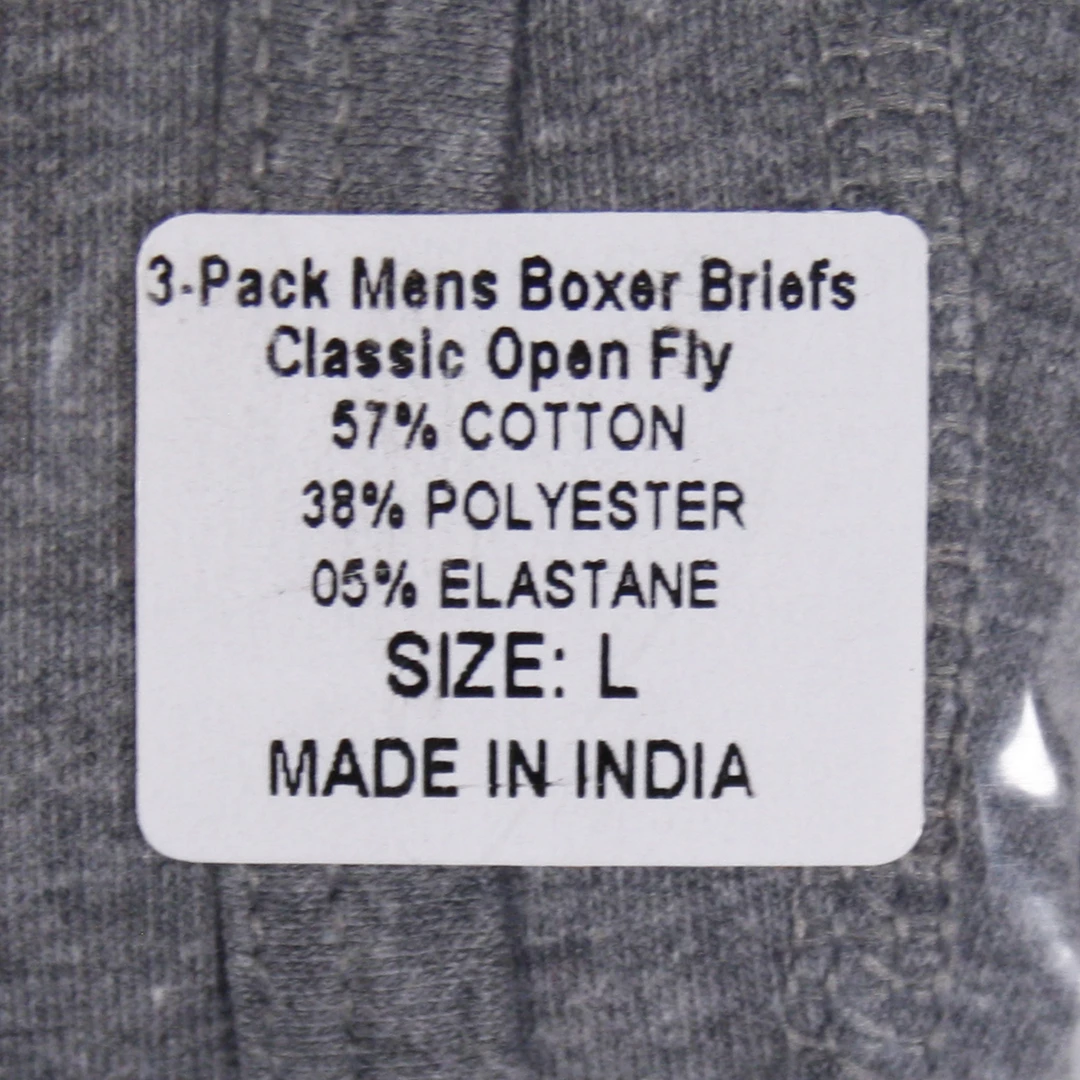 3-Pack Mens Boxer Briefs
Classic Open Fly
57% COTTON
38% POLYESTER
05% ELASTANE
SIZE: L
MADE IN INDIA